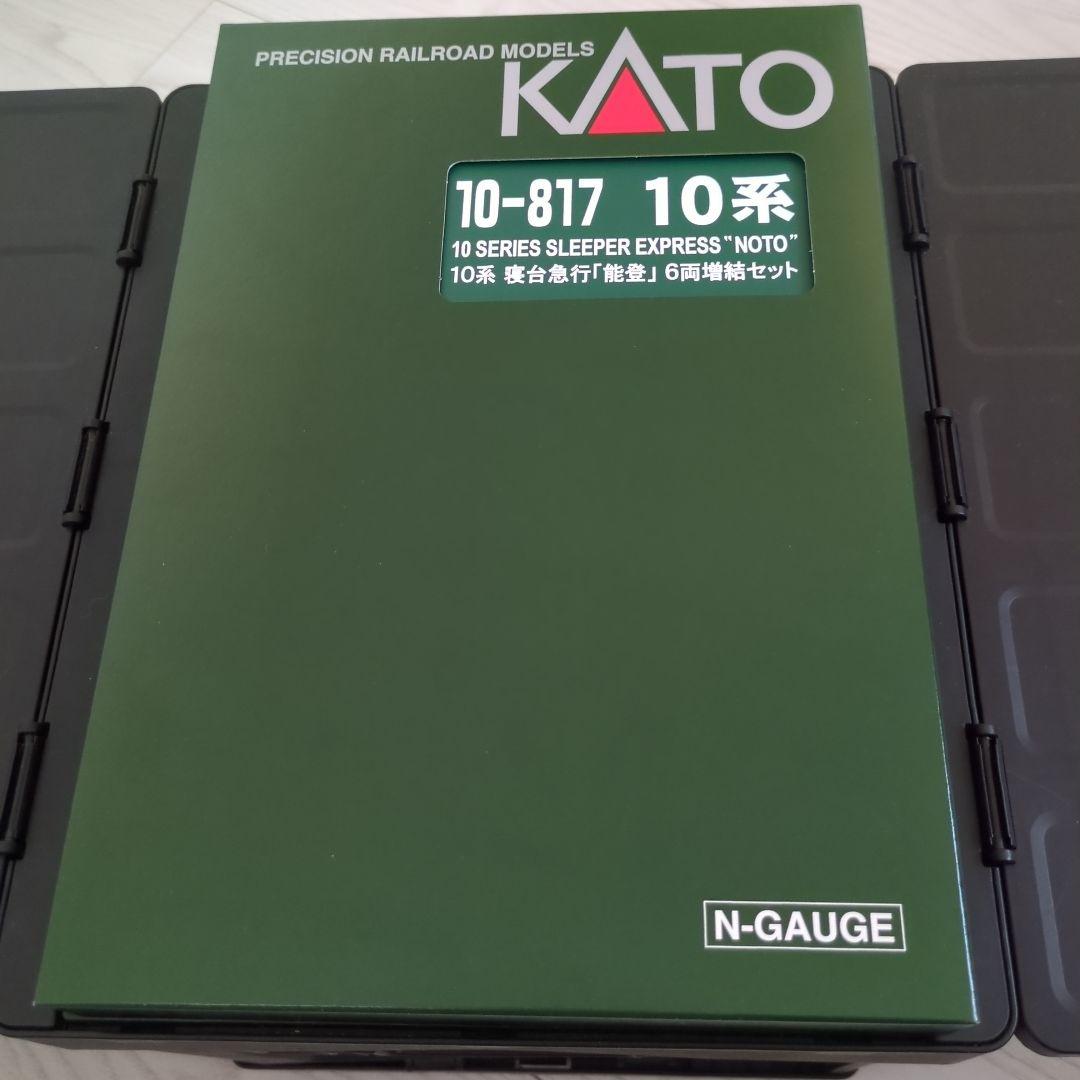 PRECISION RAILROAD MODELS
KATO
10-817 10系
10 SERIES SLEEPER EXPRESS "NOTO"
10系 寝台急行「能登」 6両増結セット
N-GAUGE